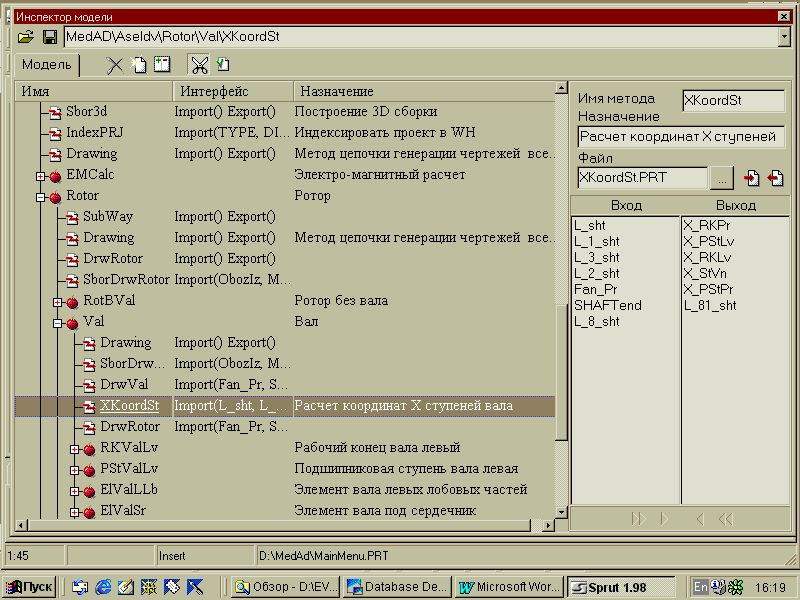 Инспектор модели
MedAD\AseIdv\Rotor\Val\XKoordSt
Модель
Имя Интерфейс Назначение
Sbor3d Import() Export() Построение 3D сборки
IndexPRJ Import(TYPE, DI... Индексировать проект в WH
Drawing Import() Export() Метод цепочки генерации чертежей все...
EMCalc Электро-магнитный расчет
Rotor Ротор
SubWay Import() Export()
Drawing Import() Export() Метод цепочки генерации чертежей все...
DrwRotor Import() Export()
SborDrwRotor Import(ObozIz, M...
RotBVal Ротор без вала
Val Вал
Drawing Import() Export()
SborDrw... Import(ObozIz, M...
DrwVal Import(Fan_Pr, S...
XKoordSt Import(L_sht, L_... Расчет координат X ступеней вала
DrwRotor Import(Fan_Pr, S...
RKValLv Рабочий конец вала левый
PStValLv Подшипниковая ступень вала левая
ElValLLb Элемент вала левых лобовых частей
ElValSr Элемент вала под сердечник
Имя метода XKoordSt
Назначение
Расчет координат X ступеней
Файл
XKoordSt.PRT ...
Вход Выход
L_sht X_RKPr
L_1_sht X_PStLv
L_3_sht X_RKLv
L_2_sht X_StVn
Fan_Pr X_PStPr
SHAFTend L_81_sht
L_8_sht
1:45 Insert D:\MedAd\MainMenu.PRT
Пуск Обзор - D:\EV... Database De... Microsoft Wor... Sprut 1.98 En 16:19